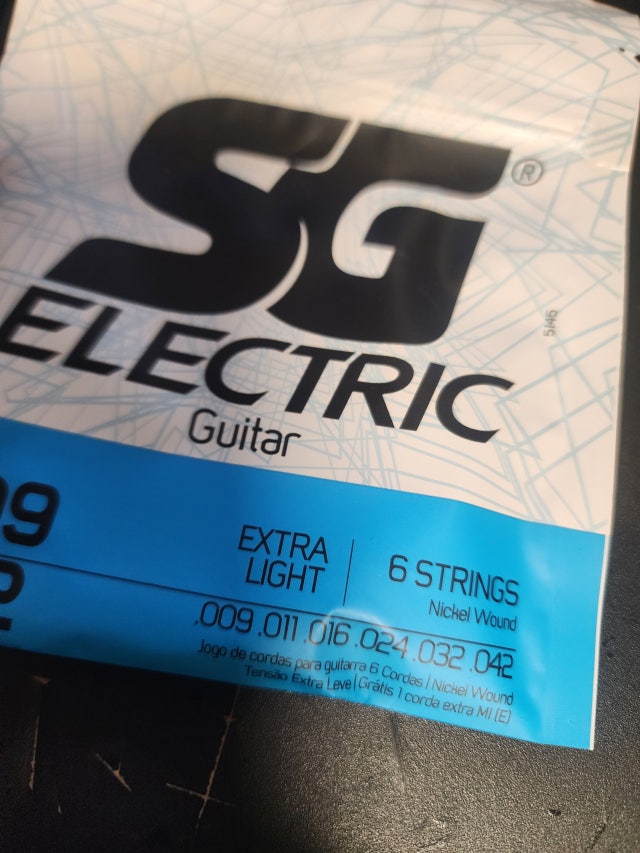 SG®
ELECTRIC
Guitar
5146
EXTRA
LIGHT
6 STRINGS
Nickel Wound
.009 .011 .016 .024 .032 .042
Jogo de cordas para guitarra 6 Cordas | Nickel Wound
Tensão Extra Leve | Grátis 1 corda extra MI (E)